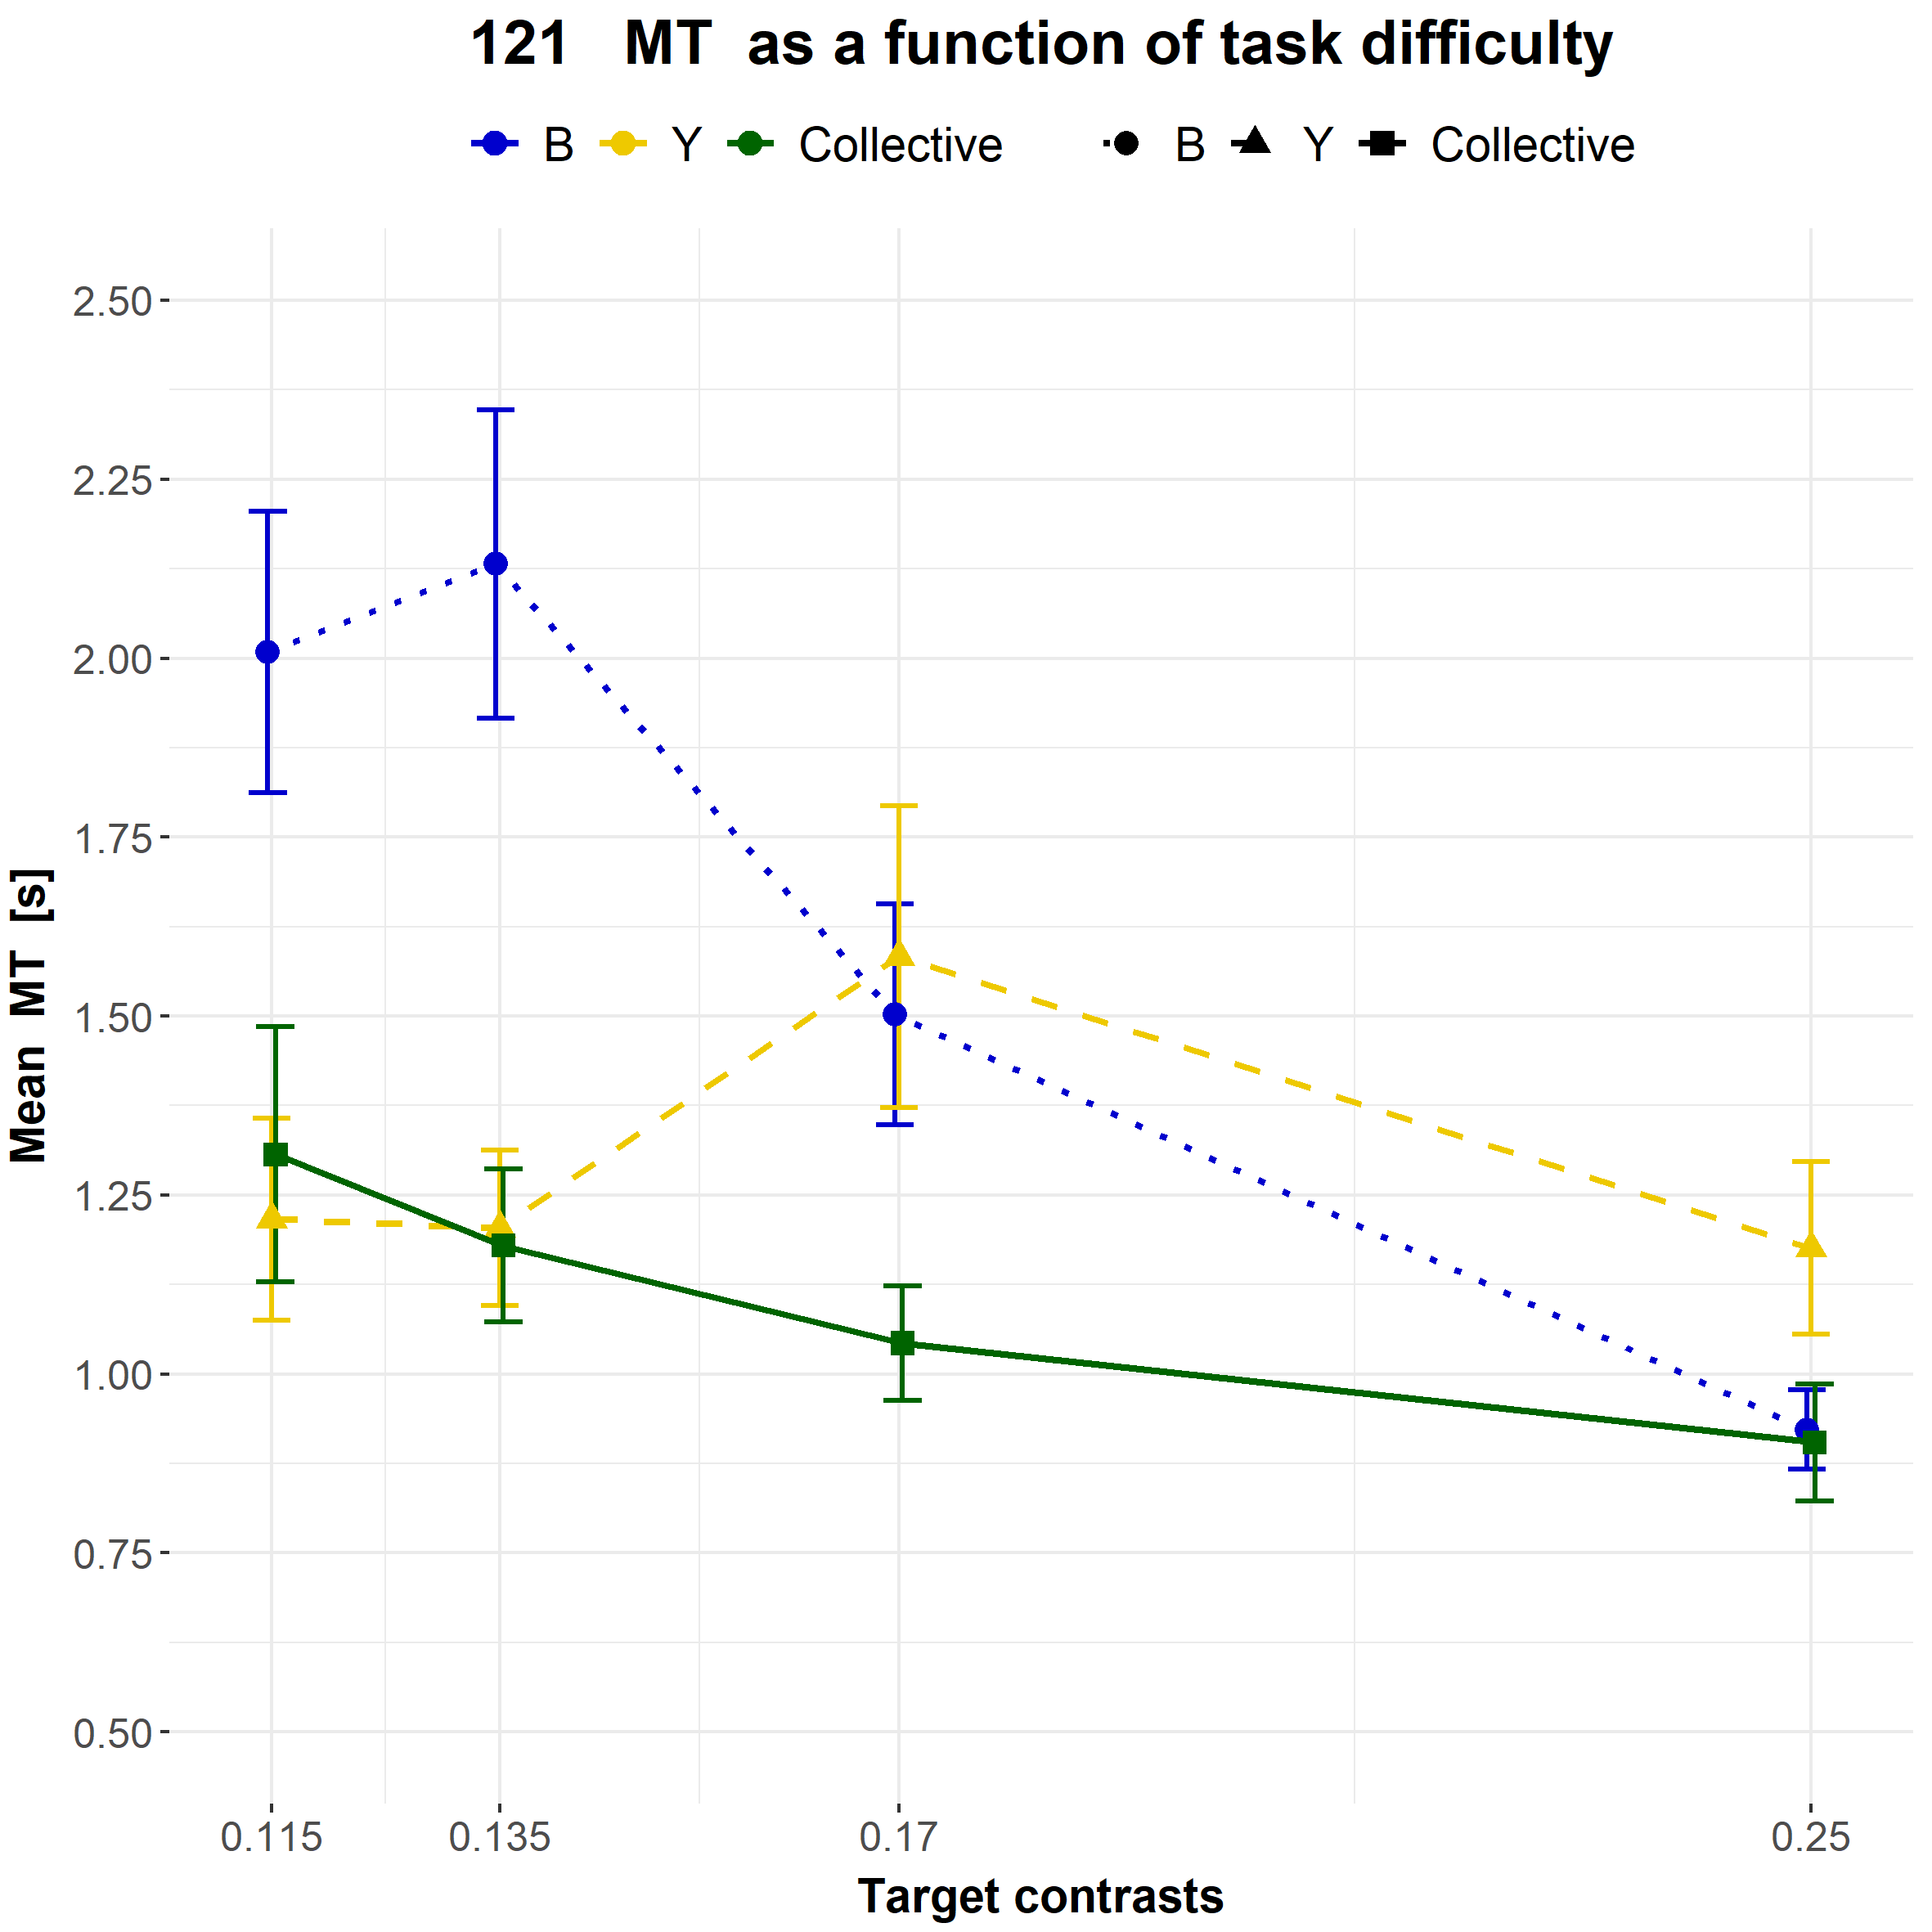 121 MT as a function of task difficulty
B Y Collective B Y Collective
2.50
2.25
2.00
1.75
1.50
1.25
1.00
0.75
0.50
Mean MT [s]
0.115 0.135 0.17 0.25
Target contrasts